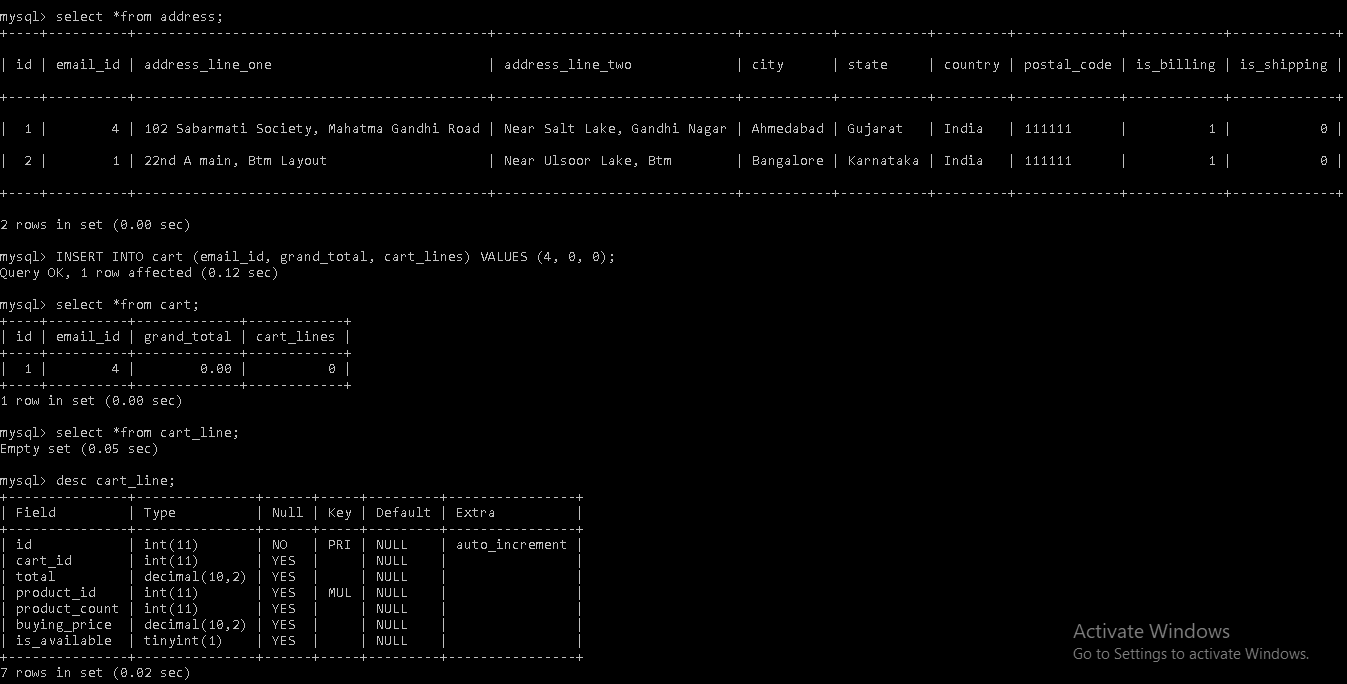 mysql> select *from address;
+----+----------+---------------------------------------------+------------------------------+-----------+-----------+---------+-------------+------------+-------------+
| id | email_id | address_line_one | address_line_two | city | state | country | postal_code | is_billing | is_shipping |
+----+----------+---------------------------------------------+------------------------------+-----------+-----------+---------+-------------+------------+-------------+
| 1 | 4 | 102 Sabarmati Society, Mahatma Gandhi Road | Near Salt Lake, Gandhi Nagar | Ahmedabad | Gujarat | India | 111111 | 1 | 0 |
| 2 | 1 | 22nd A main, Btm Layout | Near Ulsoor Lake, Btm | Bangalore | Karnataka | India | 111111 | 1 | 0 |
+----+----------+---------------------------------------------+------------------------------+-----------+-----------+---------+-------------+------------+-------------+
2 rows in set (0.00 sec)
mysql> INSERT INTO cart (email_id, grand_total, cart_lines) VALUES (4, 0, 0);
Query OK, 1 row affected (0.12 sec)
mysql> select *from cart;
+----+----------+-------------+------------+
| id | email_id | grand_total | cart_lines |
+----+----------+-------------+------------+
| 1 | 4 | 0.00 | 0 |
+----+----------+-------------+------------+
1 row in set (0.00 sec)
mysql> select *from cart_line;
Empty set (0.05 sec)
mysql> desc cart_line;
+---------------+---------------+------+-----+---------+----------------+
| Field | Type | Null | Key | Default | Extra |
+---------------+---------------+------+-----+---------+----------------+
| id | int(11) | NO | PRI | NULL | auto_increment |
| cart_id | int(11) | YES | | NULL | |
| total | decimal(10,2) | YES | | NULL | |
| product_id | int(11) | YES | MUL | NULL | |
| product_count | int(11) | YES | | NULL | |
| buying_price | decimal(10,2) | YES | | NULL | |
| is_available | tinyint(1) | YES | | NULL | |
+---------------+---------------+------+-----+---------+----------------+
7 rows in set (0.02 sec)
Activate Windows
Go to Settings to activate Windows.